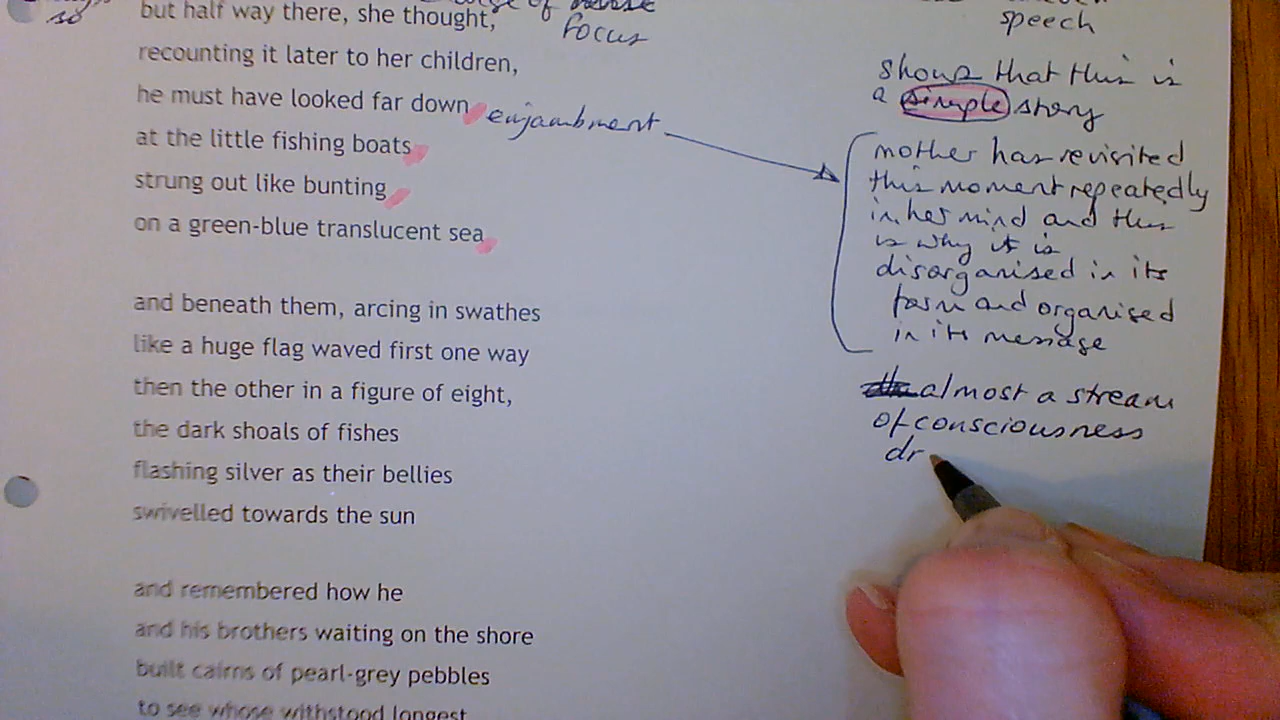 so
but half way there, she thought,
of
focus
recounting it later to her children,
he must have looked far down
enjambment
at the little fishing boats
strung out like bunting
on a green-blue translucent sea
and beneath them, arcing in swathes
like a huge flag waved first one way
then the other in a figure of eight,
the dark shoals of fishes
flashing silver as their bellies
swivelled towards the sun
and remembered how he
and his brothers waiting on the shore
built cairns of pearl-grey pebbles
to see whose withstood longest
speech
shows that this is
a simple story
mother has revisited
this moment repeatedly
in her mind and this
is why it is
disorganised in its
form and organised
in its message
almost a stream
of consciousness
dr